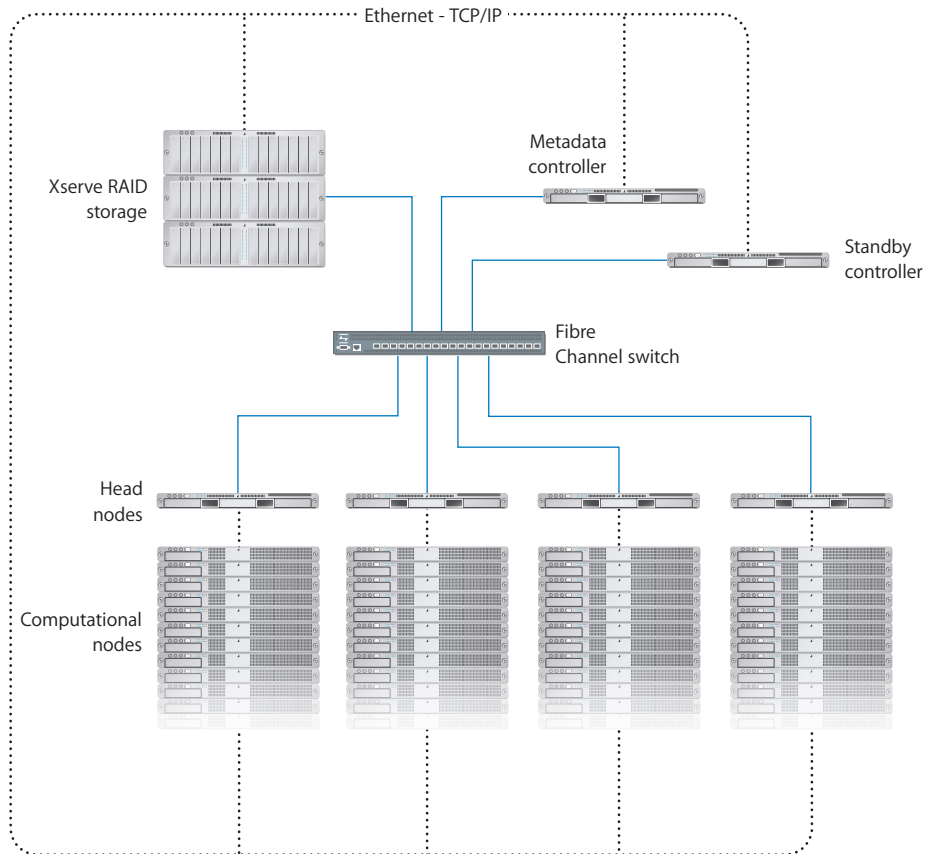 Ethernet - TCP/IP
Metadata
controller
Xserve RAID
storage
Standby
controller
Fibre
Channel switch
Head
nodes
Computational
nodes